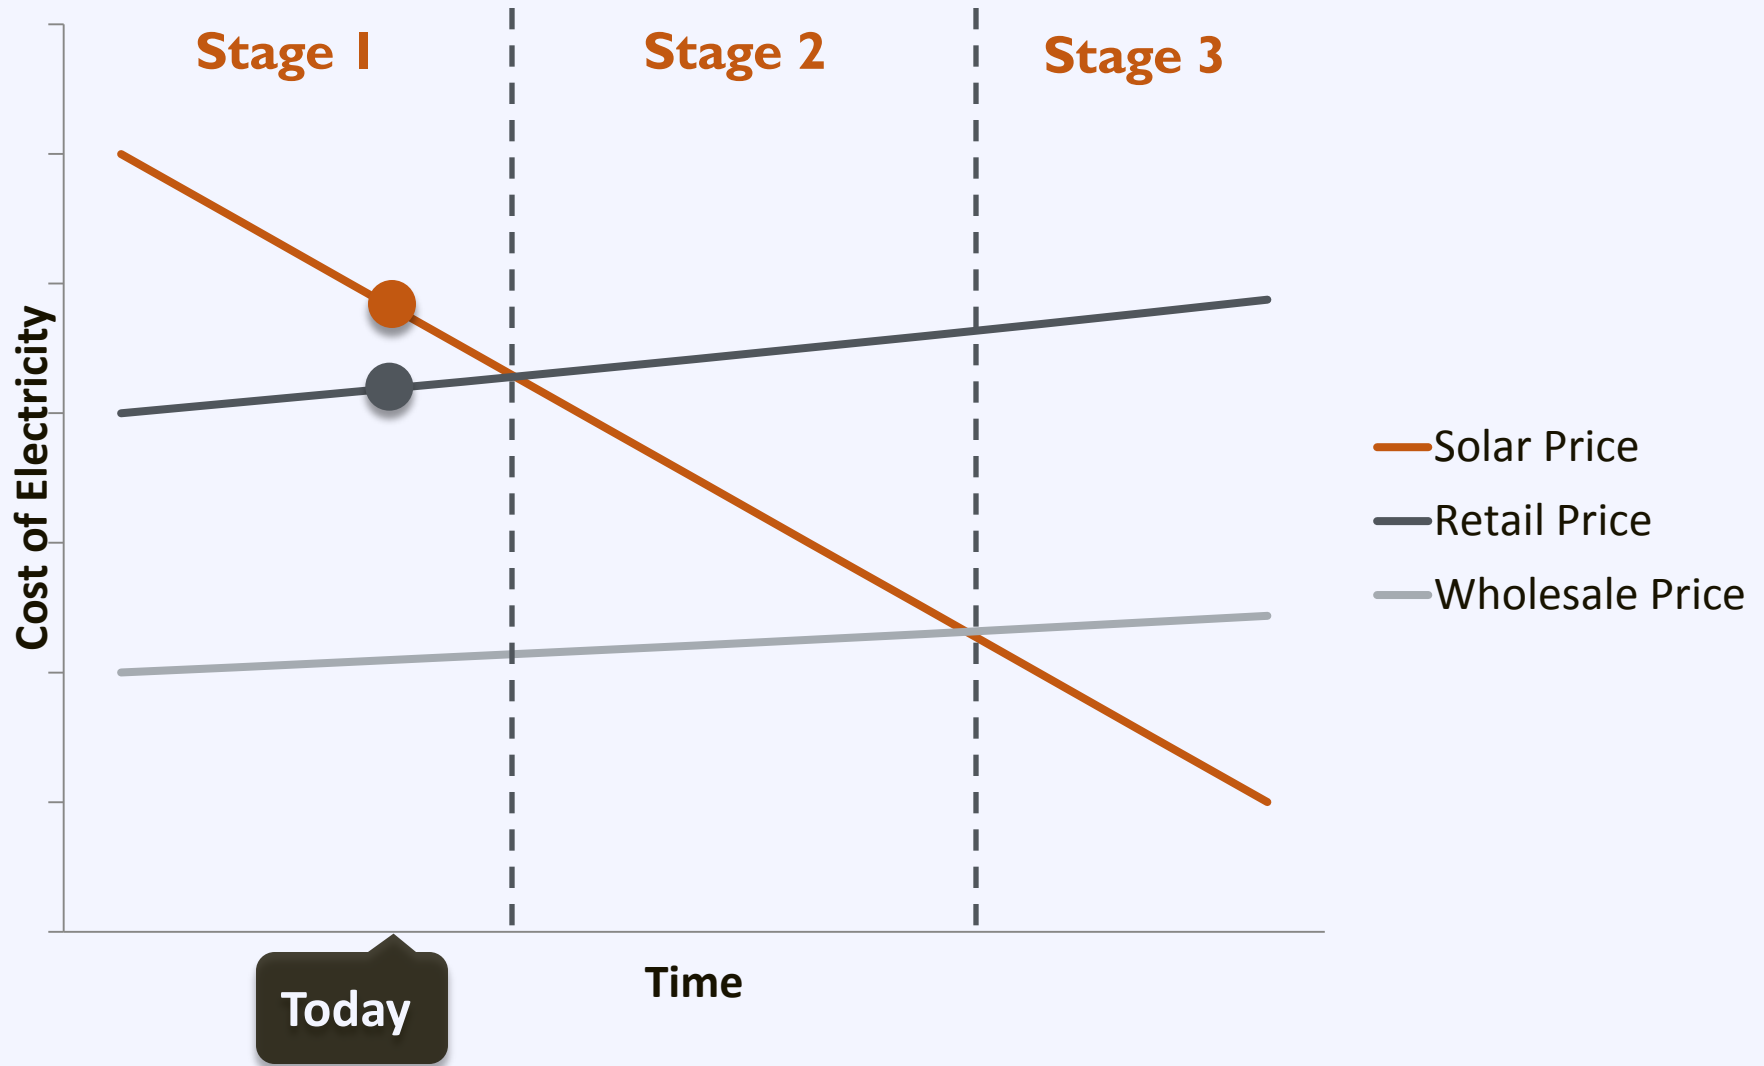 Stage 1
Stage 2
Stage 3
Cost of Electricity
Solar Price
Retail Price
Wholesale Price
Time
Today